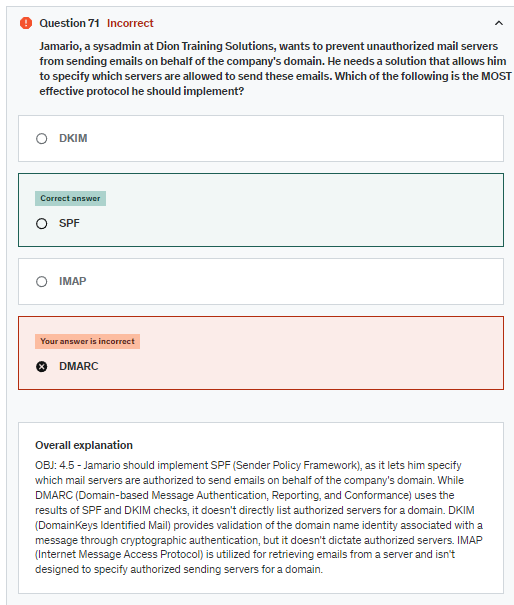 Question 71 Incorrect
Jamario, a sysadmin at Dion Training Solutions, wants to prevent unauthorized mail servers
from sending emails on behalf of the company's domain. He needs a solution that allows him
to specify which servers are allowed to send these emails. Which of the following is the MOST
effective protocol he should implement?
DKIM
Correct answer
SPF
IMAP
Your answer is incorrect
DMARC
Overall explanation
OBJ: 4.5 - Jamario should implement SPF (Sender Policy Framework), as it lets him specify
which mail servers are authorized to send emails on behalf of the company's domain. While
DMARC (Domain-based Message Authentication, Reporting, and Conformance) uses the
results of SPF and DKIM checks, it doesn't directly list authorized servers for a domain. DKIM
(DomainKeys Identified Mail) provides validation of the domain name identity associated with a
message through cryptographic authentication, but it doesn't dictate authorized servers. IMAP
(Internet Message Access Protocol) is utilized for retrieving emails from a server and isn't
designed to specify authorized sending servers for a domain.